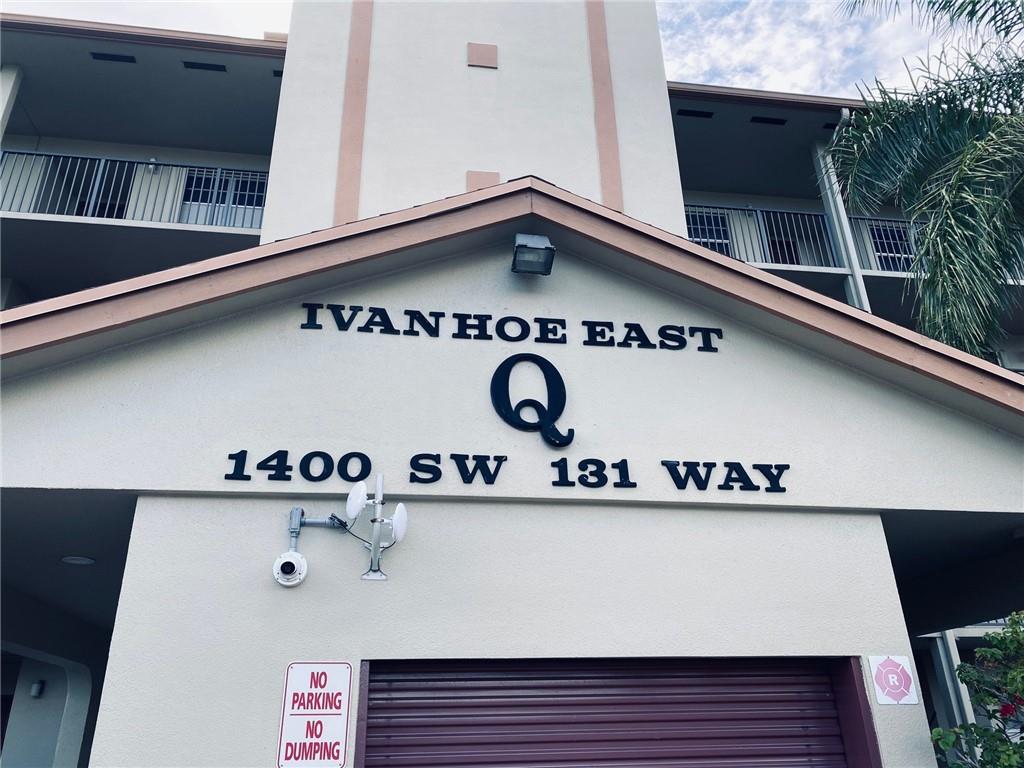 IVANHOE EAST
Q
1400 SW 131 WAY
NO
PARKING
NO
DUMPING
R